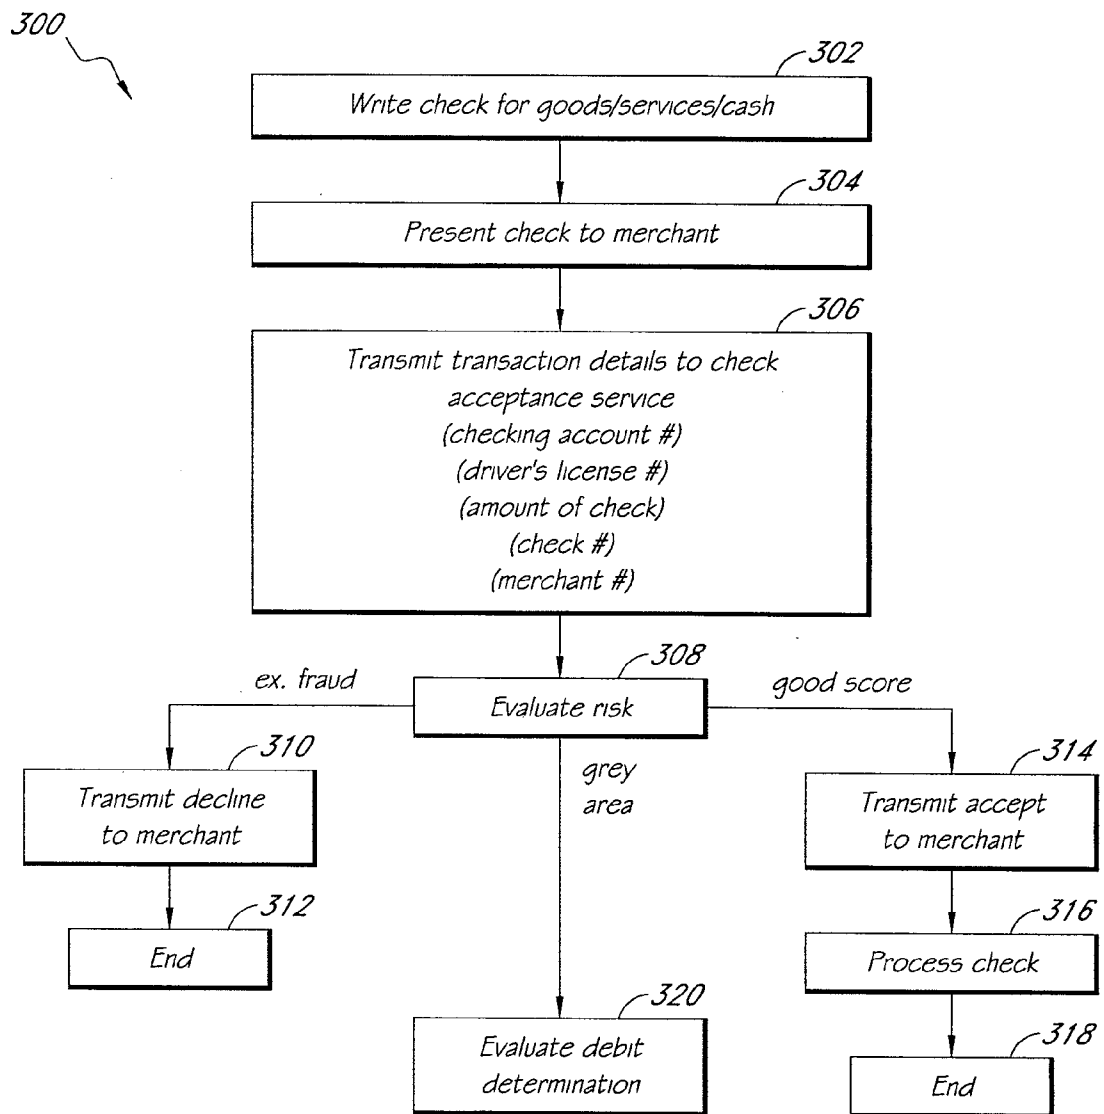 300
302
Write check for goods/services/cash
304
Present check to merchant
306
Transmit transaction details to check
acceptance service
(checking account #)
(driver's license #)
(amount of check)
(check #)
(merchant #)
308
ex. fraud
Evaluate risk
good score
310
Transmit decline
to merchant
grey
area
314
Transmit accept
to merchant
312
End
316
Process check
320
Evaluate debit
determination
318
End